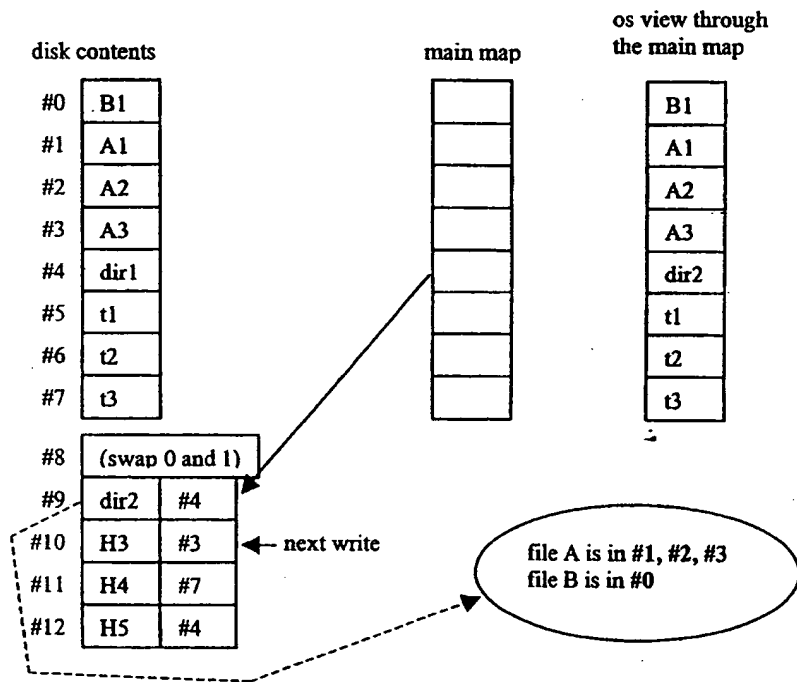 disk contents
main map
os view through
the main map
#0 B1 B1
#1 A1 A1
#2 A2 A2
#3 A3 A3
#4 dir1 dir2
#5 t1 t1
#6 t2 t2
#7 t3 t3
#8 (swap 0 and 1)
#9 dir2 #4
#10 H3 #3 next write
#11 H4 #7
#12 H5 #4
file A is in #1, #2, #3
file B is in #0